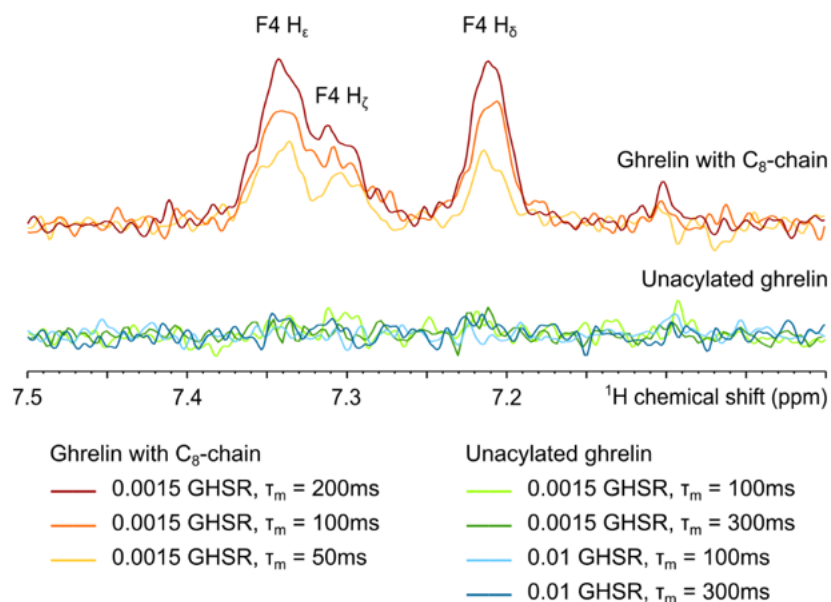 F4 Hε F4 Hδ
F4 Hζ
Ghrelin with C₈-chain
Unacylated ghrelin
7.5 7.4 7.3 7.2 ¹H chemical shift (ppm)
Ghrelin with C₈-chain Unacylated ghrelin
0.0015 GHSR, τₘ = 200ms 0.0015 GHSR, τₘ = 100ms
0.0015 GHSR, τₘ = 100ms 0.0015 GHSR, τₘ = 300ms
0.0015 GHSR, τₘ = 50ms 0.01 GHSR, τₘ = 100ms
0.01 GHSR, τₘ = 300ms